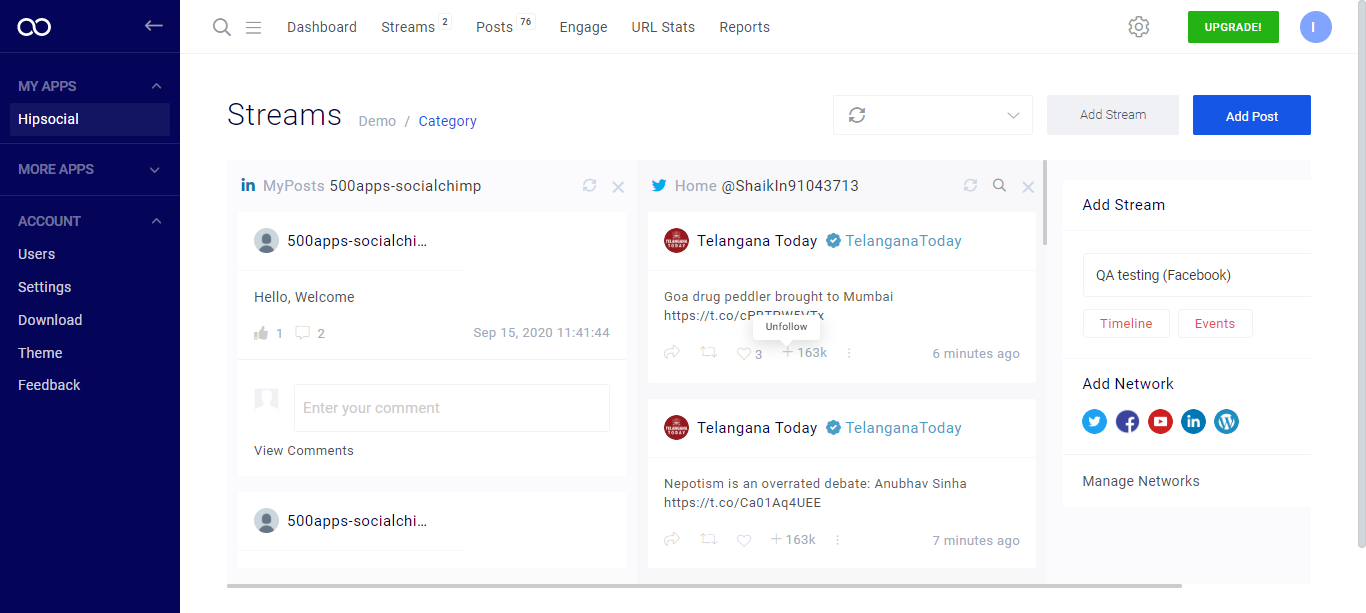 Dashboard Streams 2 Posts 76 Engage URL Stats Reports UPGRADE! I
MY APPS
Hipsocial
MORE APPS
ACCOUNT
Users
Settings
Download
Theme
Feedback
Streams Demo / Category Add Stream Add Post
in MyPosts 500apps-socialchimp
500apps-socialchi...
Hello, Welcome
1 2 Sep 15, 2020 11:41:44
Enter your comment
View Comments
500apps-socialchi...
Home @ShaikIn91043713
TELANGANA TODAY Telangana Today TelanganaToday
Goa drug peddler brought to Mumbai
Unfollow
3 163k 6 minutes ago
TELANGANA TODAY Telangana Today TelanganaToday
Nepotism is an overrated debate: Anubhav Sinha
https://t.co/Ca01Aq4UEE
163k 7 minutes ago
Add Stream
QA testing (Facebook)
Timeline Events
Add Network
Manage Networks